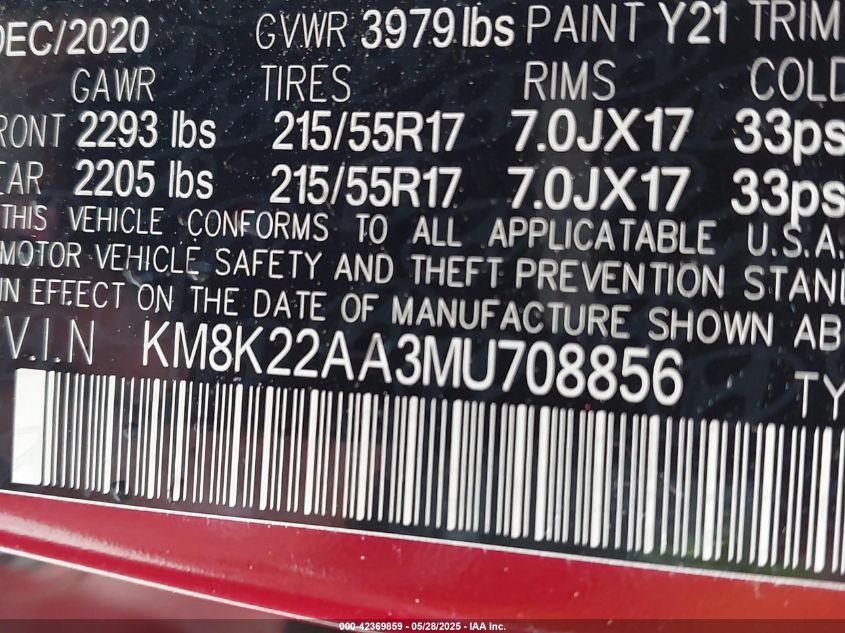 DEC/2020 GVWR 3979 lbs PAINT Y21 TRIM
GAWR TIRES RIMS COLD
RONT 2293 lbs 215/55R17 7.0JX17 33ps
EAR 2205 lbs 215/55R17 7.0JX17 33ps
THIS VEHICLE CONFORMS TO ALL APPLICATABLE U.S.A.
MOTOR VEHICLE SAFETY AND THEFT PREVENTION STAN
IN EFFECT ON THE DATE OF MANUFACTURE SHOWN AB
V.I.N KM8K22AA3MU708856 TY
000-42369859 | 05/28/2025 - IAA Inc.